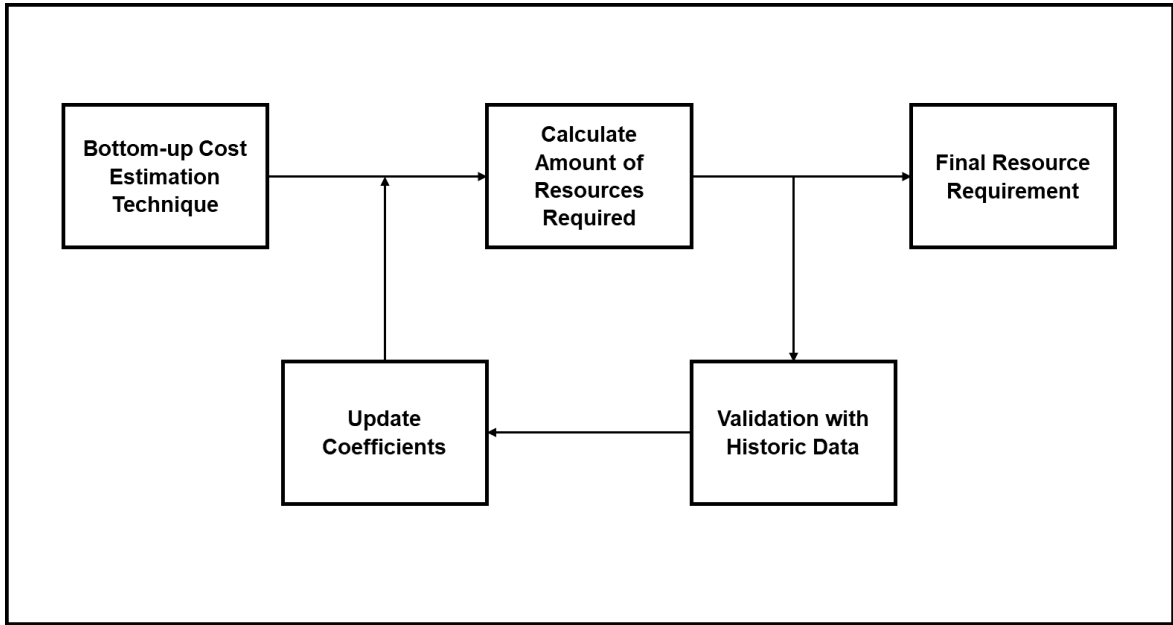 Bottom-up Cost
Estimation
Technique
Calculate
Amount of
Resources
Required
Final Resource
Requirement
Update
Coefficients
Validation with
Historic Data